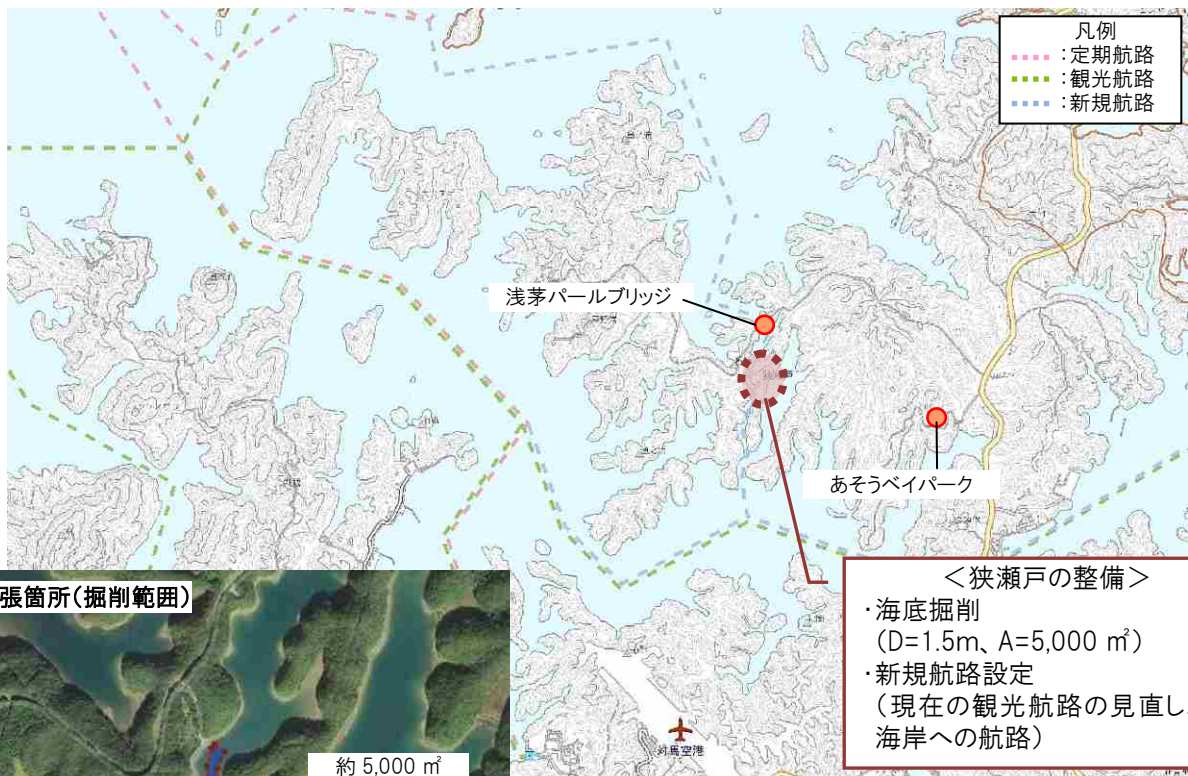 凡例
:定期航路
:観光航路
:新規航路
浅茅パールブリッジ
あそうベイパーク
張箇所(掘削範囲)
約 5,000 ㎡
対馬空港
<狭瀬戸の整備>
・海底掘削
(D=1.5m、A=5,000 ㎡)
・新規航路設定
(現在の観光航路の見直し
海岸への航路)